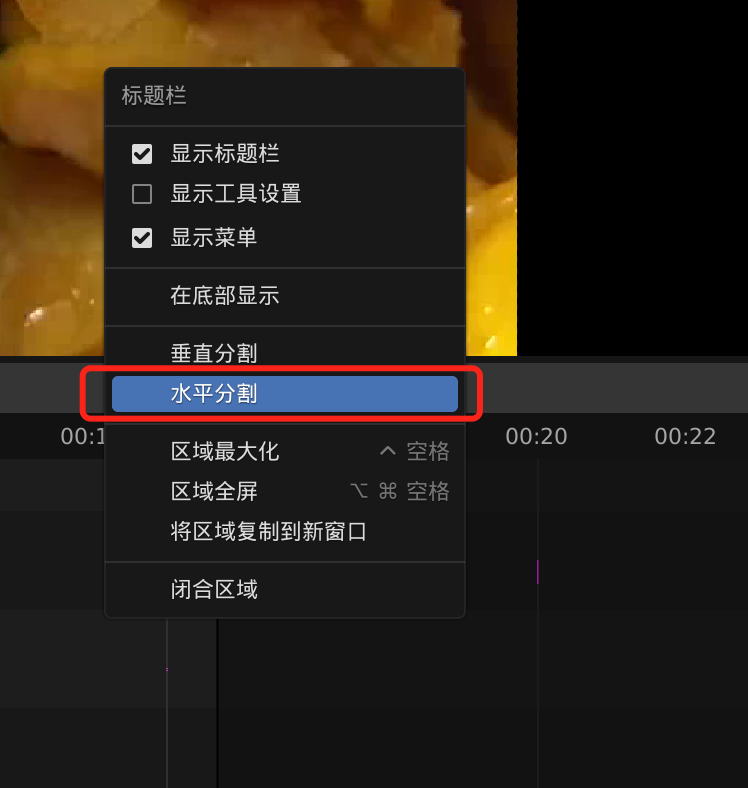 标题栏
显示标题栏
显示工具设置
显示菜单
在底部显示
垂直分割
水平分割
00:1
00:20
00:22
区域最大化 ^ 空格
区域全屏 ⌥ ⌘ 空格
将区域复制到新窗口
闭合区域